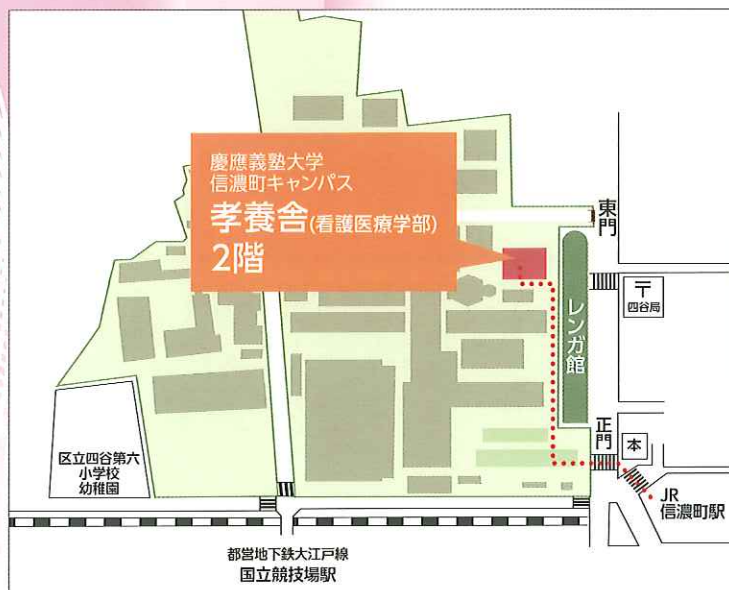 慶應義塾大学
信濃町キャンパス
孝養舎(看護医療学部)
2階
東門
〒
四谷局
レンガ館
正門
本
JR
信濃町駅
区立四谷第六
小学校
幼稚園
都営地下鉄大江戸線
国立競技場駅